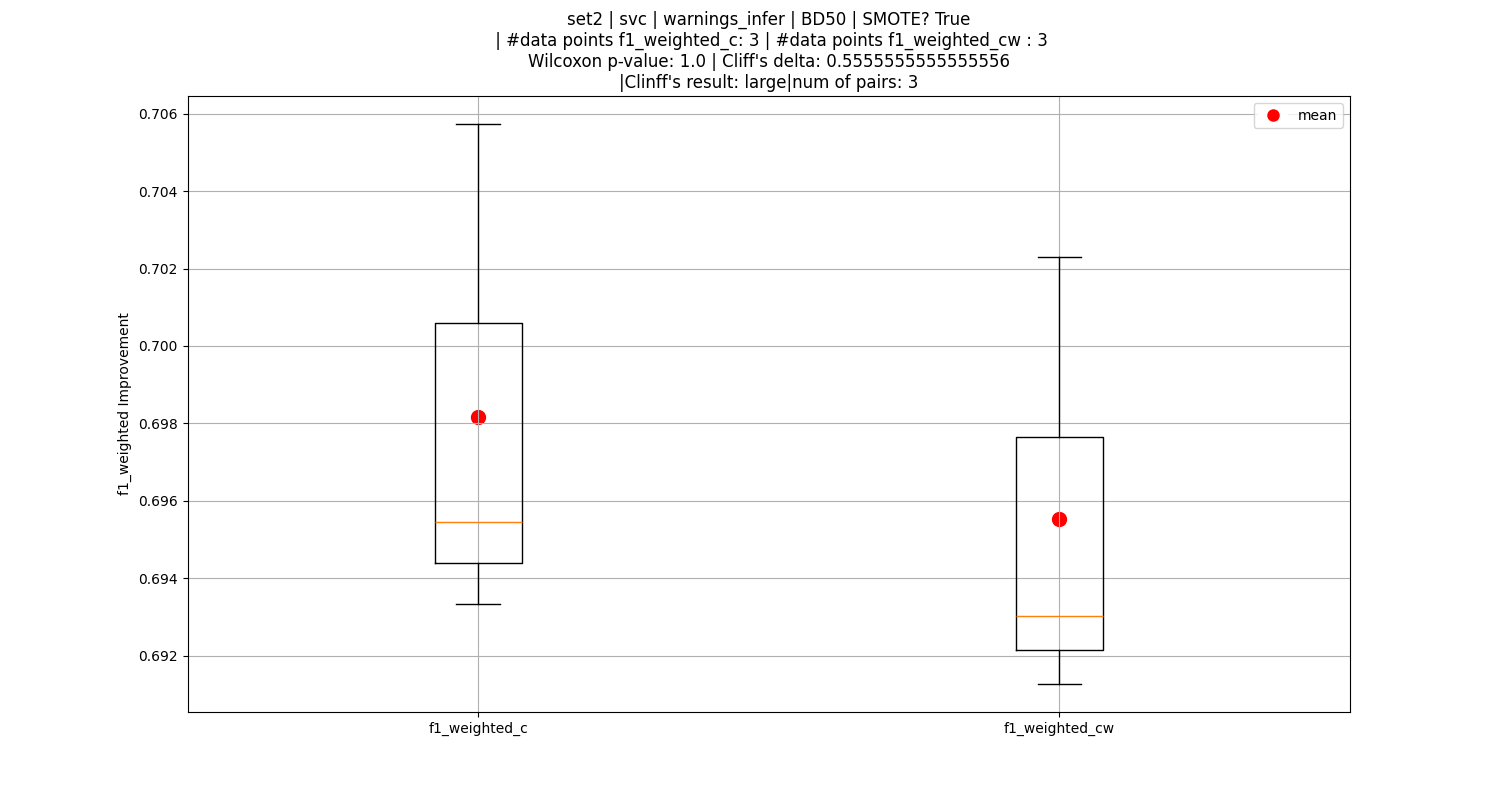 set2 | svc | warnings_infer | BD50 | SMOTE? True
| #data points f1_weighted_c: 3 | #data points f1_weighted_cw : 3
Wilcoxon p-value: 1.0 | Cliff's delta: 0.5555555555555556
|Clinff's result: large|num of pairs: 3
mean
0.706
0.704
0.702
0.700
0.698
0.696
0.694
0.692
f1_weighted Improvement
f1_weighted_c
f1_weighted_cw